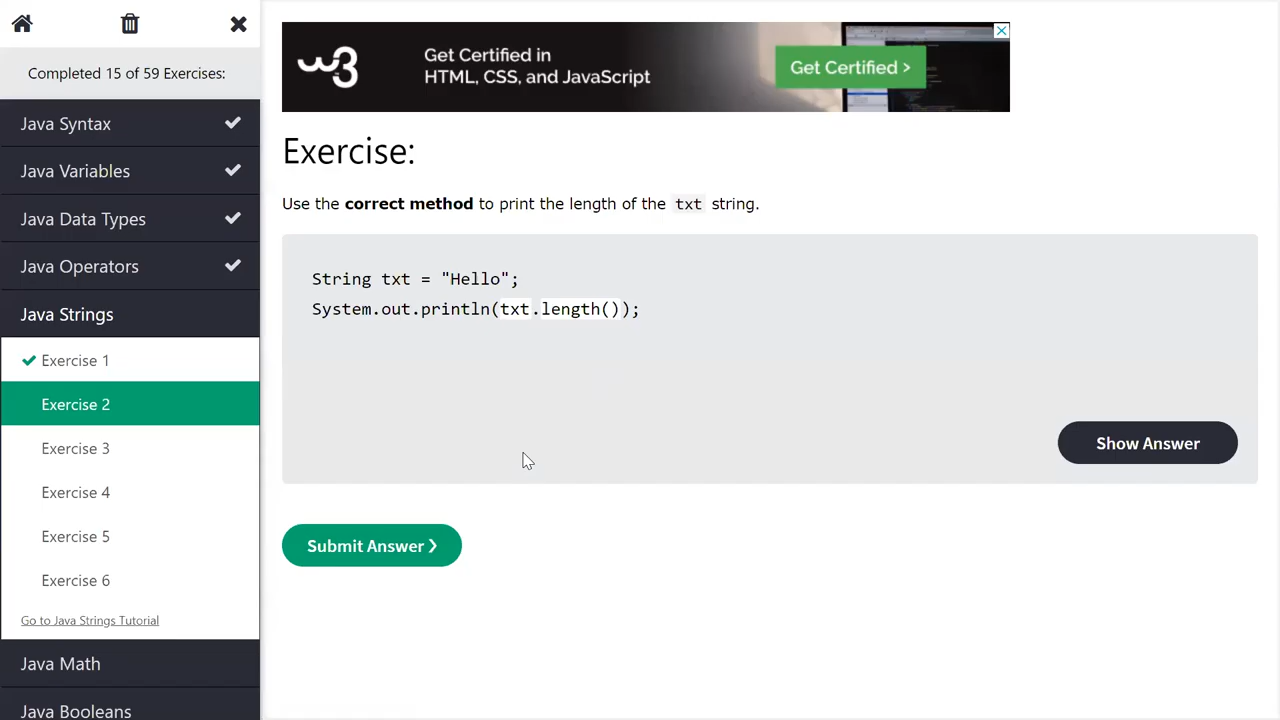 Completed 15 of 59 Exercises:
Java Syntax
Java Variables
Java Data Types
Java Operators
Java Strings
Exercise 1
Exercise 2
Exercise 3
Exercise 4
Exercise 5
Exercise 6
Go to Java Strings Tutorial
Java Math
Java Booleans
w3
Get Certified in
HTML, CSS, and JavaScript
Get Certified >
Exercise:
Use the correct method to print the length of the txt string.
String txt = "Hello";
System.out.println(txt.length());
Show Answer
Submit Answer ❯